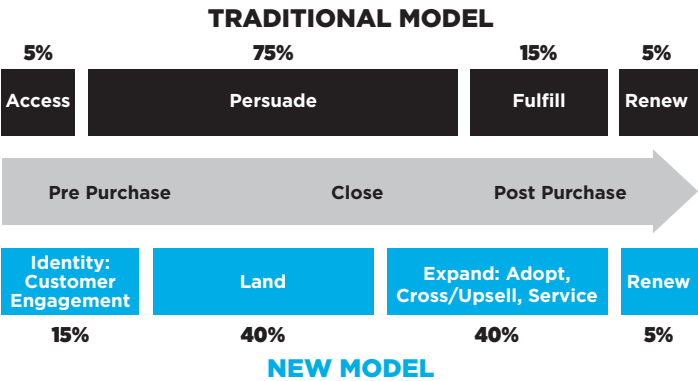 TRADITIONAL MODEL
5% 75% 15% 5%
Access Persuade Fulfill Renew
Pre Purchase Close Post Purchase
Identity:
Customer
Engagement
Land
Expand: Adopt,
Cross/Upsell, Service
Renew
15% 40% 40% 5%
NEW MODEL